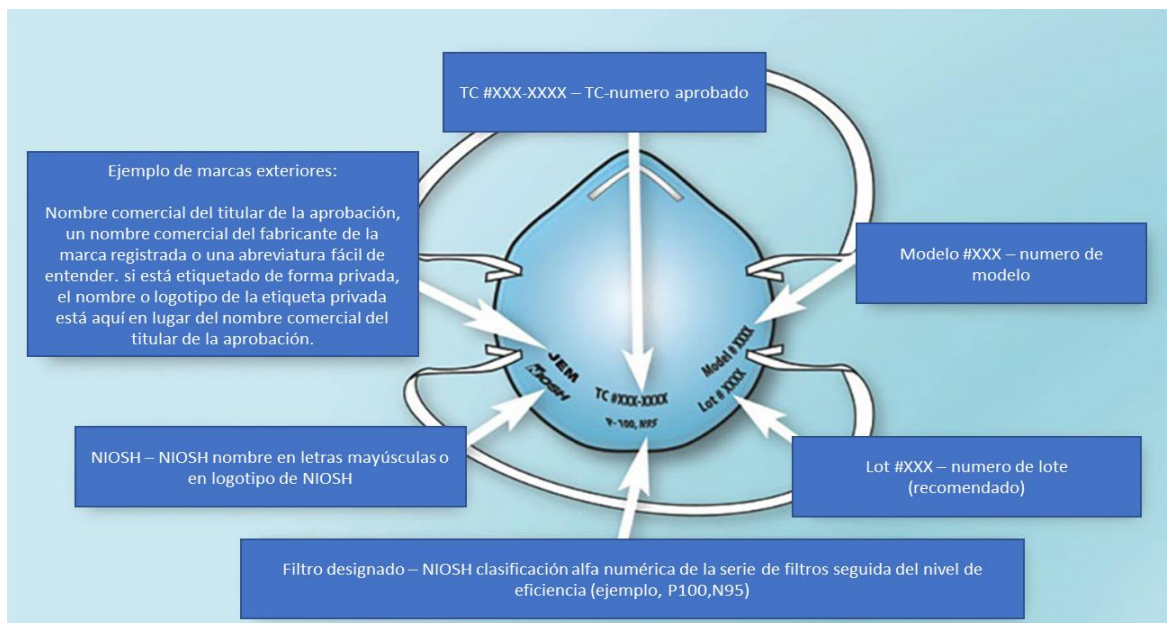 TC #XXX-XXXX – TC-numero aprobado
Ejemplo de marcas exteriores:
Nombre comercial del titular de la aprobación,
un nombre comercial del fabricante de la
marca registrada o una abreviatura fácil de
entender. si está etiquetado de forma privada,
el nombre o logotipo de la etiqueta privada
está aquí en lugar del nombre comercial del
titular de la aprobación.
Modelo #XXX – numero de
modelo
JEM
NIOSH
TC #XXX-XXXX
P-100, N95
Model # XXXX
Lot # XXXX
NIOSH – NIOSH nombre en letras mayúsculas o
en logotipo de NIOSH
Lot #XXX – numero de lote
(recomendado)
Filtro designado – NIOSH clasificación alfa numérica de la serie de filtros seguida del nivel de
eficiencia (ejemplo, P100,N95)